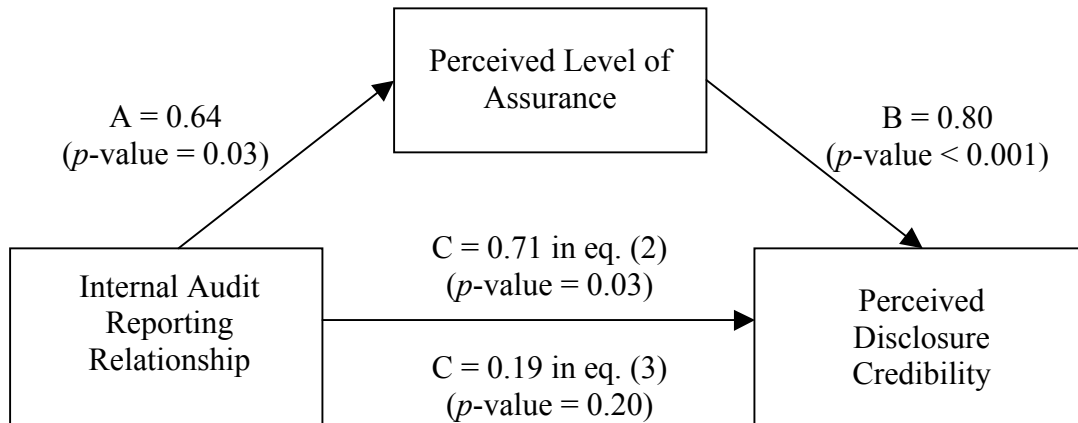 Perceived Level of
Assurance
A = 0.64
(p-value = 0.03)
B = 0.80
(p-value < 0.001)
Internal Audit
Reporting
Relationship
C = 0.71 in eq. (2)
(p-value = 0.03)
C = 0.19 in eq. (3)
(p-value = 0.20)
Perceived
Disclosure
Credibility